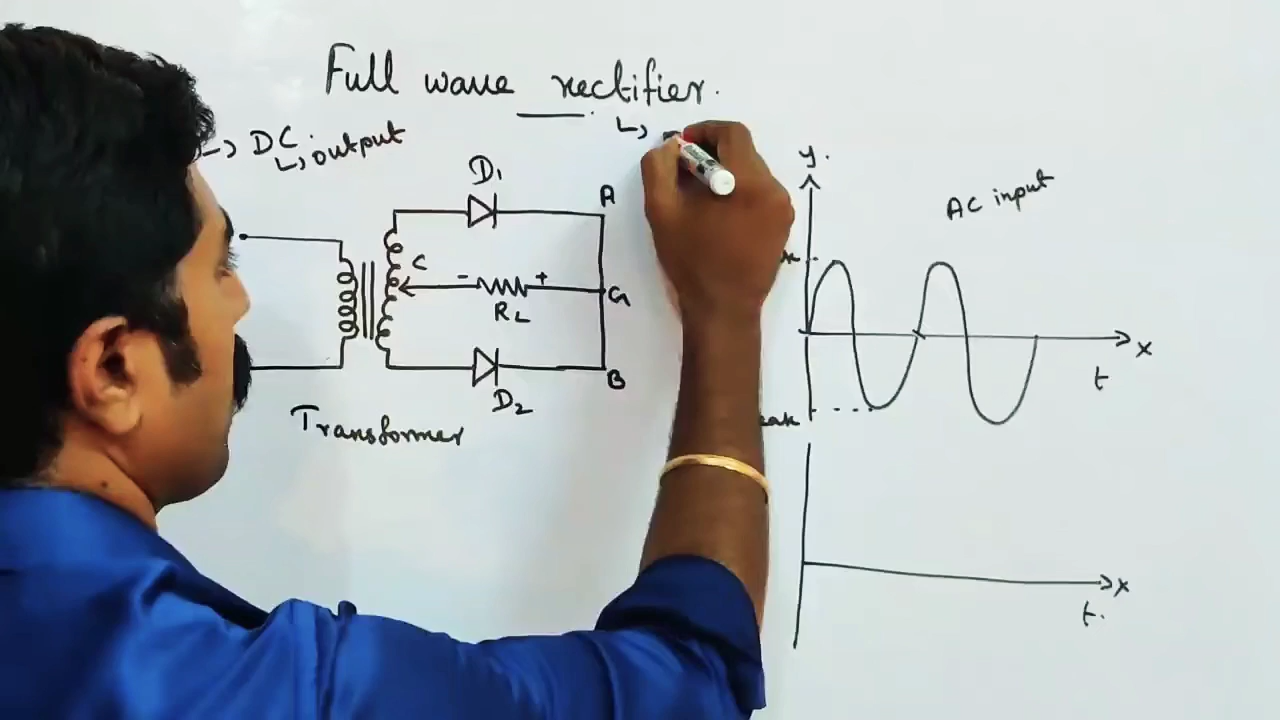 Full wave rectifier.
DC.
output
D1
A
C
-
+
G
RL
D2
B
Transformer
y.
AC input
x
t
x
t.